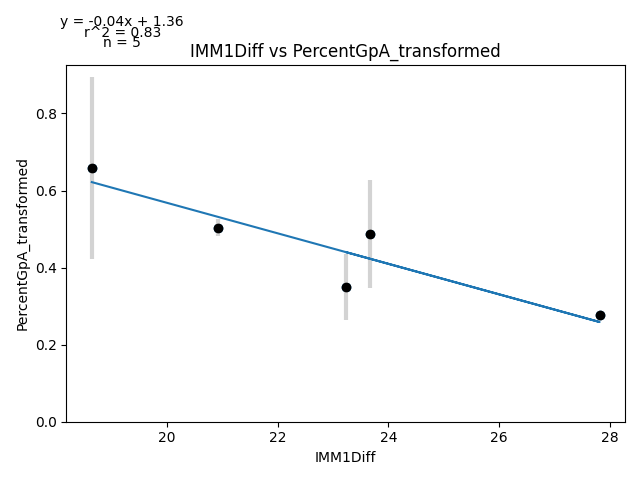 y = -0.04x + 1.36
r^2 = 0.83
n = 5
IMM1Diff vs PercentGpA_transformed
PercentGpA_transformed
0.8
0.6
0.4
0.2
0.0
20 22 24 26 28
IMM1Diff